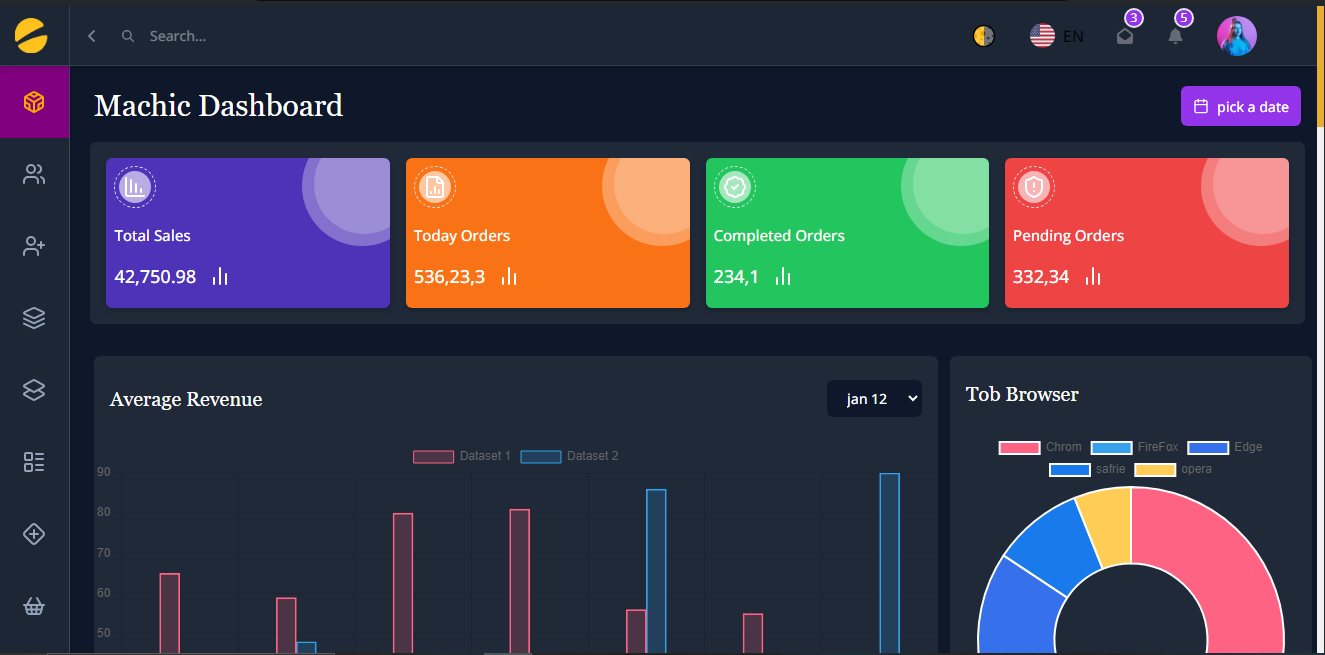 Search...
EN
3
5
Machic Dashboard
pick a date
Total Sales
42,750.98
Today Orders
536,23,3
Completed Orders
234,1
Pending Orders
332,34
Average Revenue
jan 12
Dataset 1
Dataset 2
90
80
70
60
50
Tob Browser
Chrom
FireFox
Edge
safrie
opera